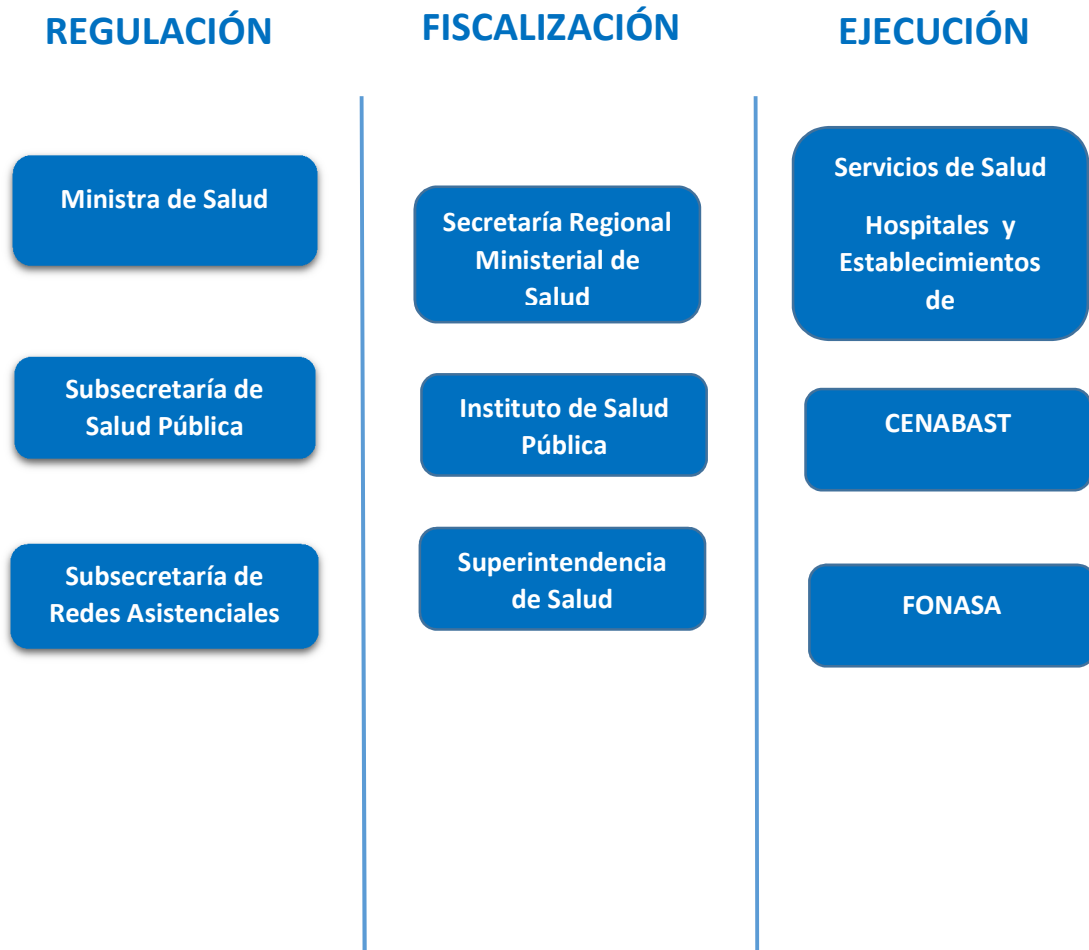 REGULACIÓN
Ministra de Salud
Subsecretaría de
Salud Pública
Subsecretaría de
Redes Asistenciales
FISCALIZACIÓN
Secretaría Regional
Ministerial de
Salud
Instituto de Salud
Pública
Superintendencia
de Salud
EJECUCIÓN
Servicios de Salud
Hospitales y
Establecimientos
de
CENABAST
FONASA